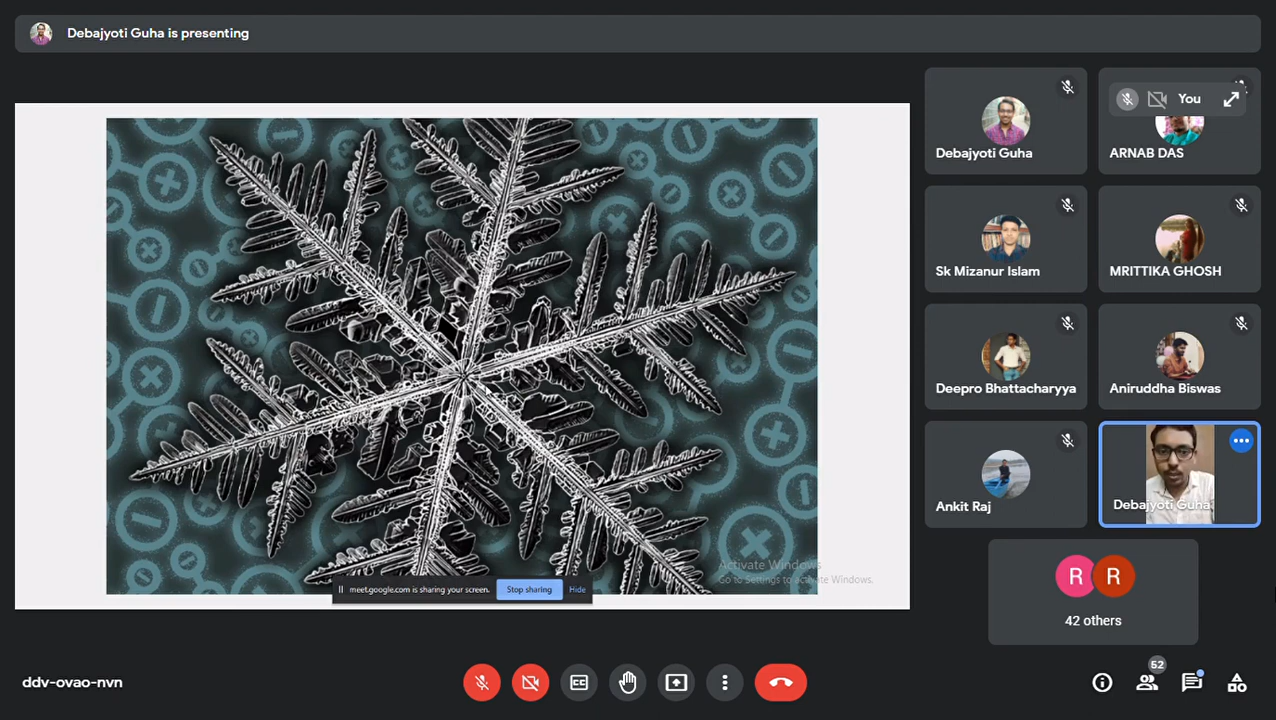 Debajyoti Guha is presenting
Debajyoti Guha
You
ARNAB DAS
Sk Mizanur Islam
MRITTIKA GHOSH
Deepro Bhattacharyya
Aniruddha Biswas
Ankit Raj
Debajyoti Guha
R
R
42 others
Activate Windows
Go to Settings to activate Windows.
meet.google.com is sharing your screen.
Stop sharing
Hide
ddv-ovao-nvn
CC
52